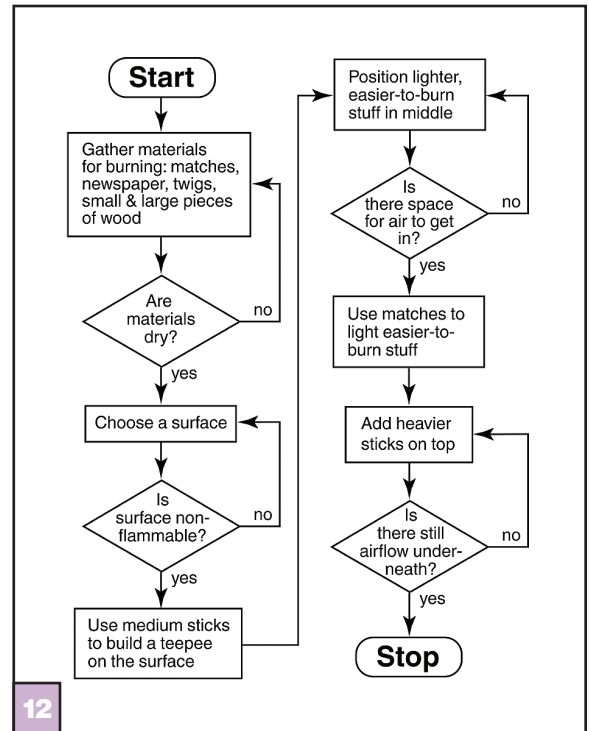 Start
Gather materials
for burning: matches,
newspaper, twigs,
small & large pieces
of wood
Are
materials
dry?
no
yes
Choose a surface
Is
surface non-
flammable?
no
yes
Use medium sticks
to build a teepee
on the surface
Position lighter,
easier-to-burn
stuff in middle
Is
there space
for air to get
in?
no
yes
Use matches to
light easier-to-
burn stuff
Add heavier
sticks on top
Is
there still
airflow under-
neath?
no
yes
Stop
12